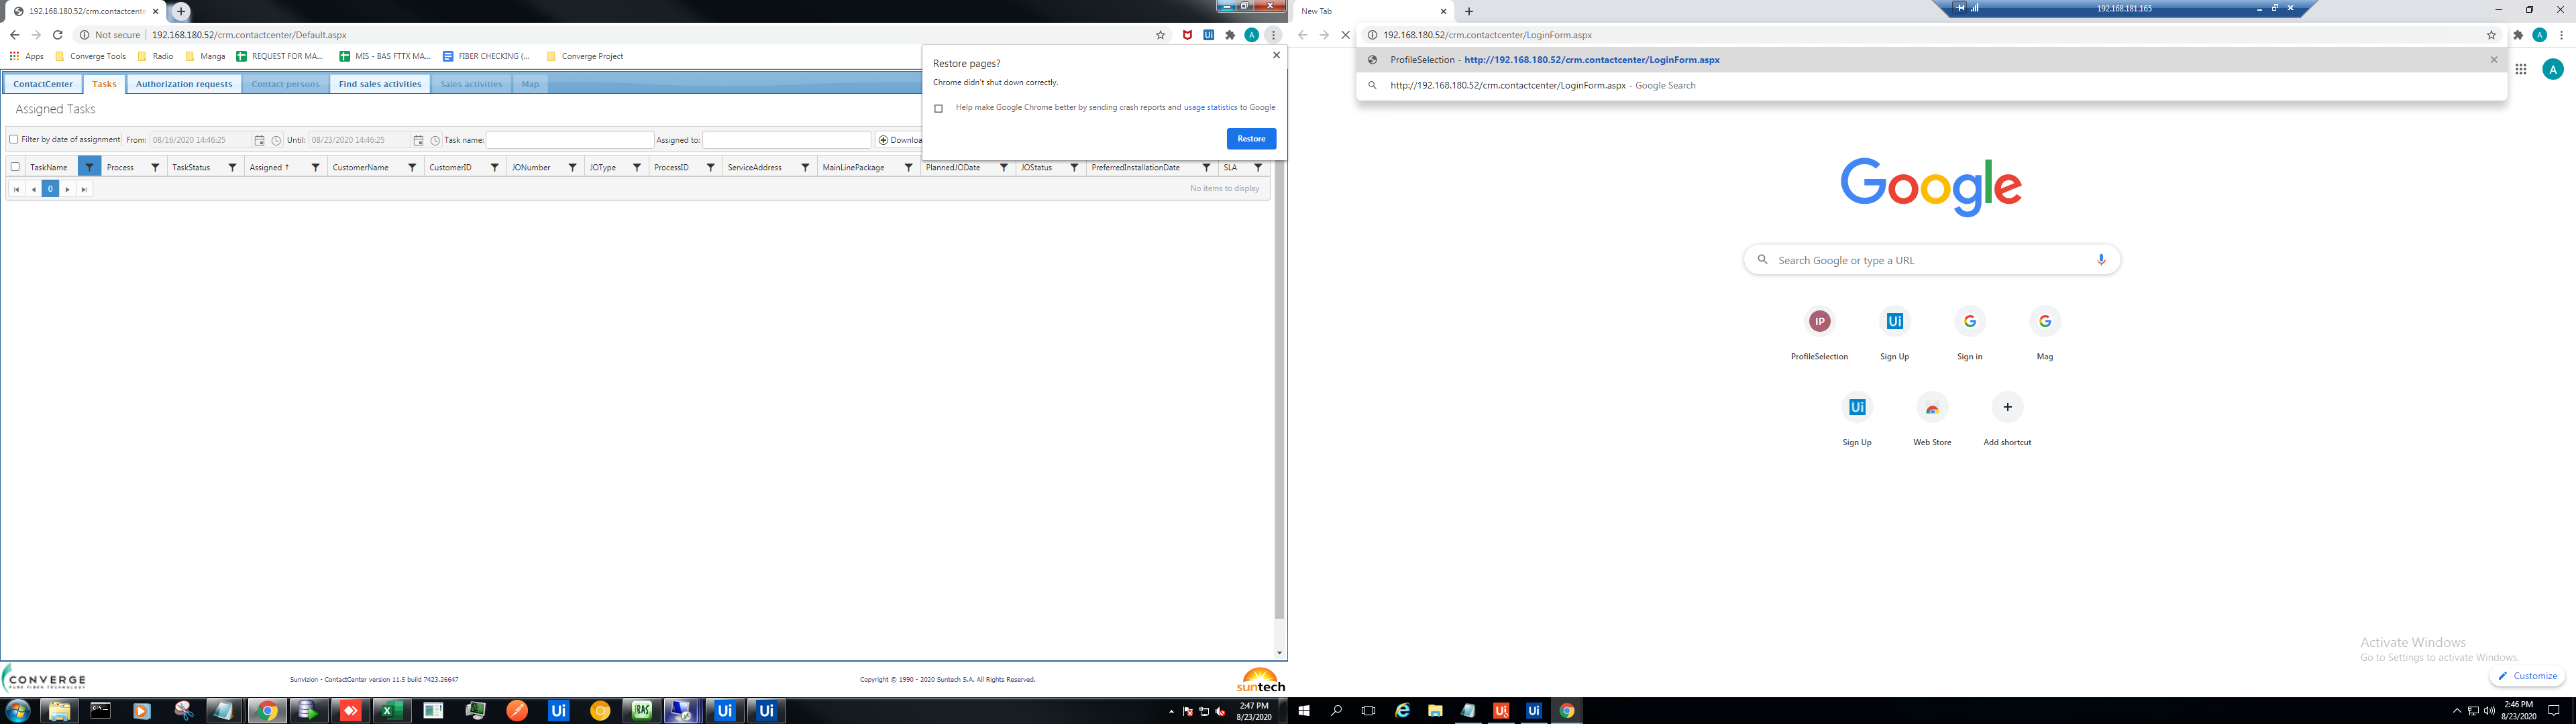 192.168.180.52/crm.contactcente
Not secure | 192.168.180.52/crm.contactcenter/Default.aspx
Apps Converge Tools Radio Manga REQUEST FOR MA... MIS - BAS FTTX MA... FIBER CHECKING (... Converge Project
ContactCenter Tasks Authorization requests Contact persons Find sales activities Sales activities Map
Assigned Tasks
Filter by date of assignment From: 08/16/2020 14:46:25 Until: 08/23/2020 14:46:25 Task name: Assigned to: Downloa
TaskName Process TaskStatus Assigned ↑ CustomerName CustomerID JONumber JOType ProcessID ServiceAddress MainLinePackage PlannedJODate JOStatus PreferredInstallationDate SLA
0
No items to display
Restore pages?
Chrome didn't shut down correctly.
Help make Google Chrome better by sending crash reports and usage statistics to Google
Restore
CONVERGE
PURE FIBER TECHNOLOGY
Sunvizion - ContactCenter version 11.5 build 7423.26647
Copyright © 1990 - 2020 Suntech S.A. All Rights Reserved.
suntech
2:47 PM
8/23/2020
New Tab
192.168.181.165
192.168.180.52/crm.contactcenter/LoginForm.aspx
ProfileSelection - http://192.168.180.52/crm.contactcenter/LoginForm.aspx
http://192.168.180.52/crm.contactcenter/LoginForm.aspx - Google Search
A
Google
Search Google or type a URL
IP Ui G G
ProfileSelection Sign Up Sign in Mag
Ui
Sign Up Web Store Add shortcut
Activate Windows
Go to Settings to activate Windows.
Customize
2:46 PM
8/23/2020